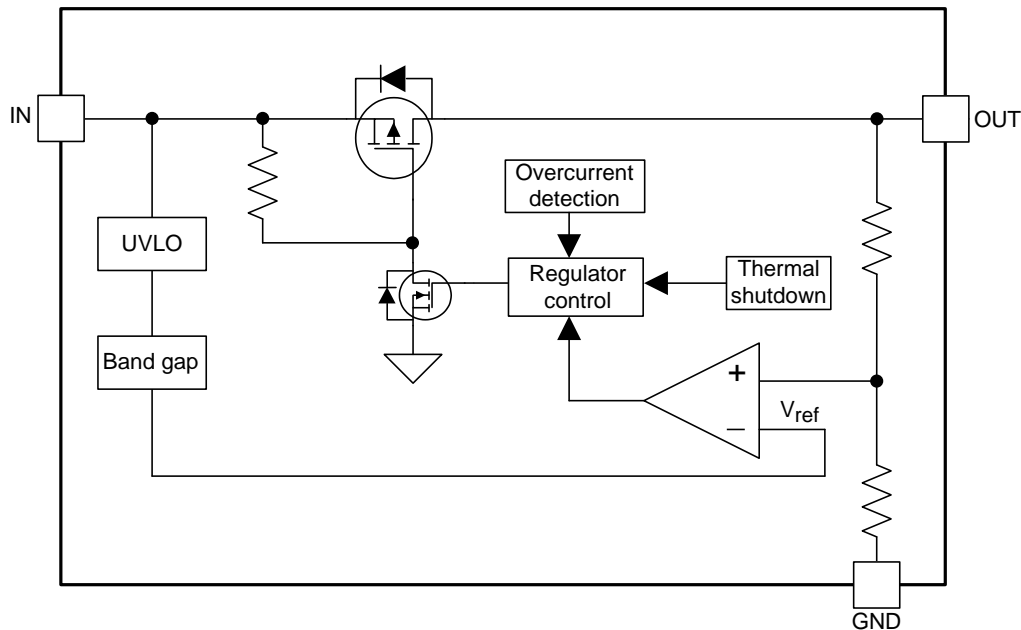 IN
OUT
Overcurrent
detection
UVLO
Regulator
control
Thermal
shutdown
Band gap
+
Vref
–
GND